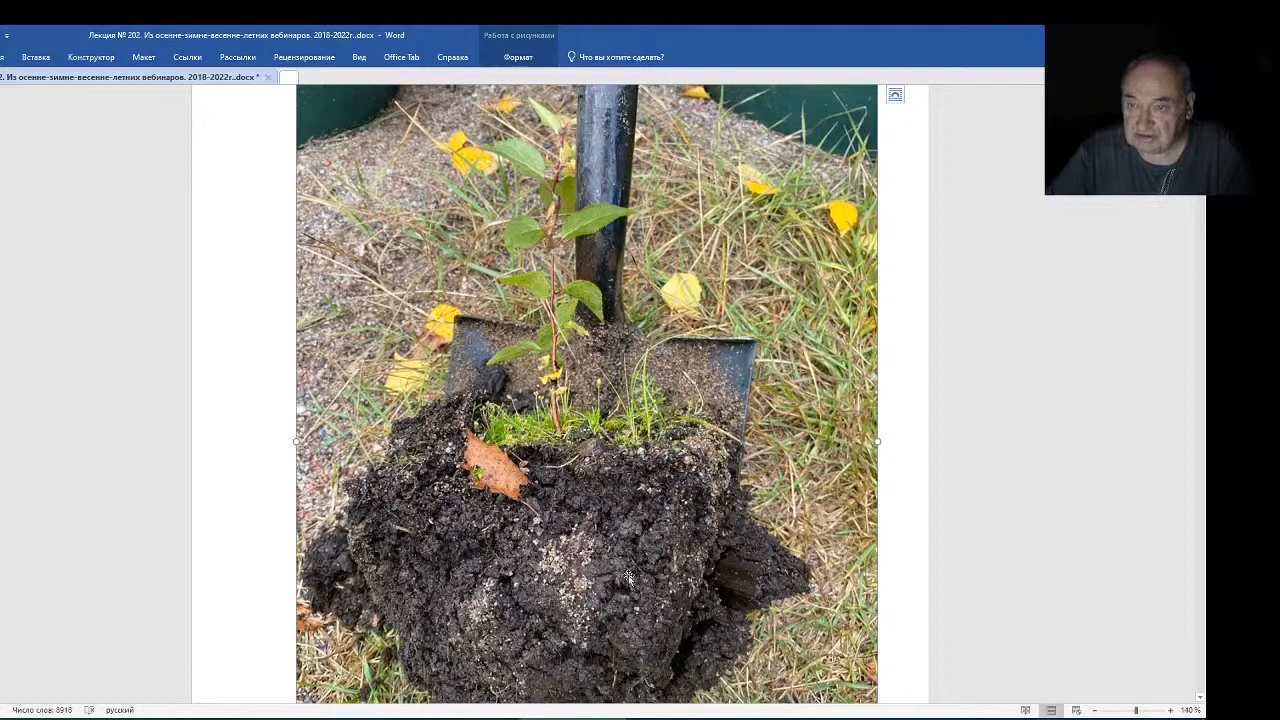 Лекция № 202. Из осенне-зимне-весенне-летних вебинаров. 2018-2022г..docx - Word
Работа с рисунками
Вставка Конструктор Макет Ссылки Рассылки Рецензирование Вид Office Tab Справка Формат Что вы хотите сделать?
2. Из осенне-зимне-весенне-летних вебинаров. 2018-2022г..docx *
Число слов: 8918 русский 140 %